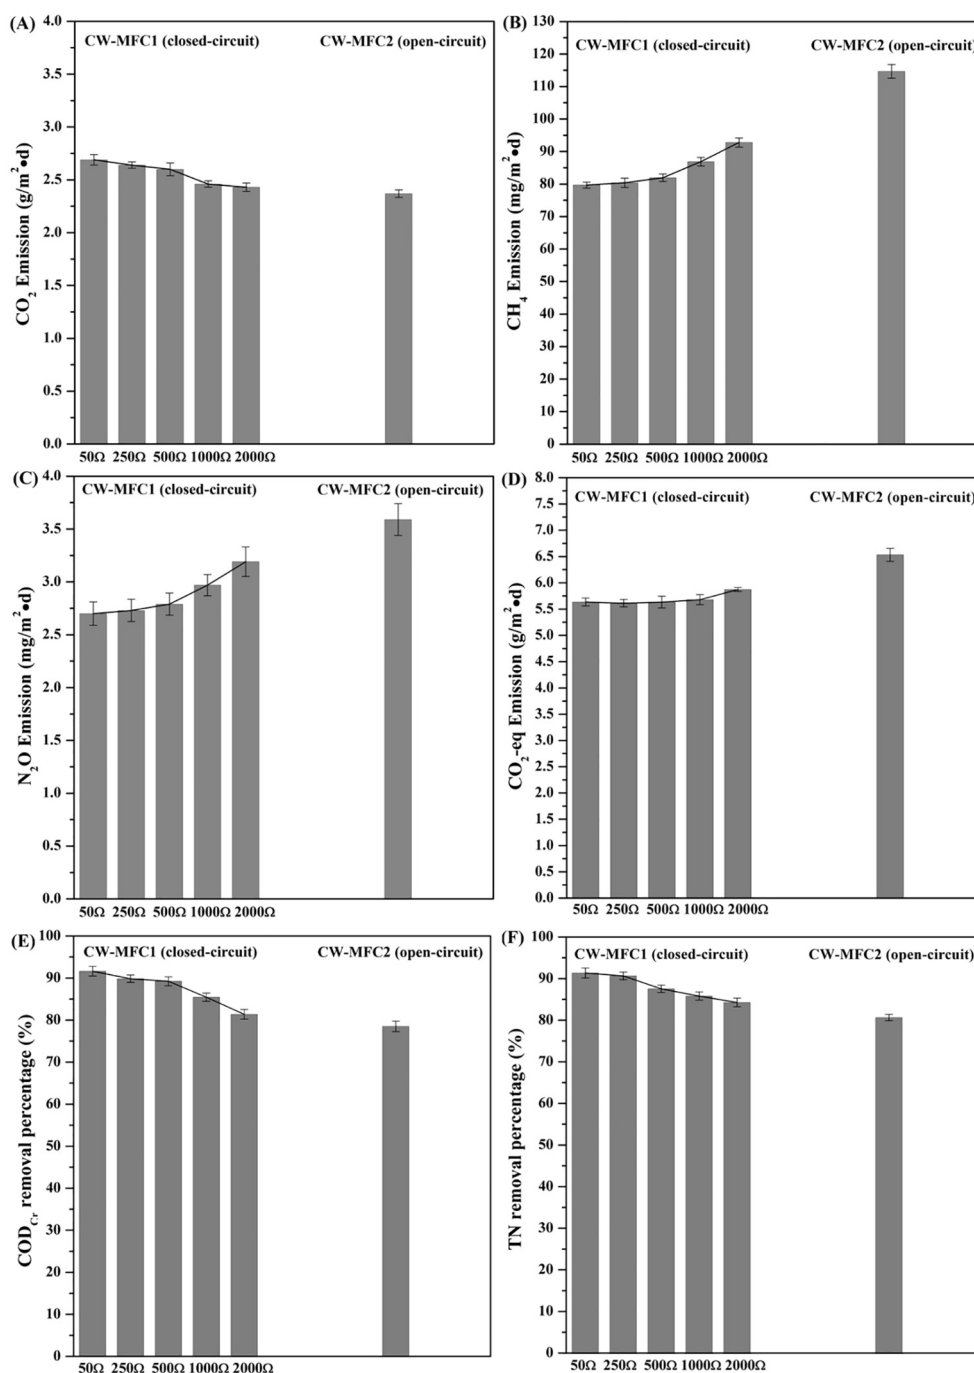 (A)
CO2 Emission (g/m²•d)
4.0
3.5
3.0
2.5
2.0
1.5
1.0
0.5
0.0
CW-MFC1 (closed-circuit)
CW-MFC2 (open-circuit)
50Ω 250Ω 500Ω 1000Ω 2000Ω
(B)
CH4 Emission (mg/m²•d)
130
120
110
100
90
80
70
60
50
40
30
20
10
0
CW-MFC1 (closed-circuit)
CW-MFC2 (open-circuit)
50Ω 250Ω 500Ω 1000Ω 2000Ω
(C)
N2O Emission (mg/m²•d)
4.0
3.5
3.0
2.5
2.0
1.5
1.0
0.5
0.0
CW-MFC1 (closed-circuit)
CW-MFC2 (open-circuit)
50Ω 250Ω 500Ω 1000Ω 2000Ω
(D)
CO2-eq Emission (g/m²•d)
8.0
7.5
7.0
6.5
6.0
5.5
5.0
4.5
4.0
3.5
3.0
2.5
2.0
1.5
1.0
0.5
0.0
CW-MFC1 (closed-circuit)
CW-MFC2 (open-circuit)
50Ω 250Ω 500Ω 1000Ω 2000Ω
(E)
CODCr removal percentage (%)
100
90
80
70
60
50
40
30
20
10
0
CW-MFC1 (closed-circuit)
CW-MFC2 (open-circuit)
50Ω 250Ω 500Ω 1000Ω 2000Ω
(F)
TN removal percentage (%)
100
90
80
70
60
50
40
30
20
10
0
CW-MFC1 (closed-circuit)
CW-MFC2 (open-circuit)
50Ω 250Ω 500Ω 1000Ω 2000Ω